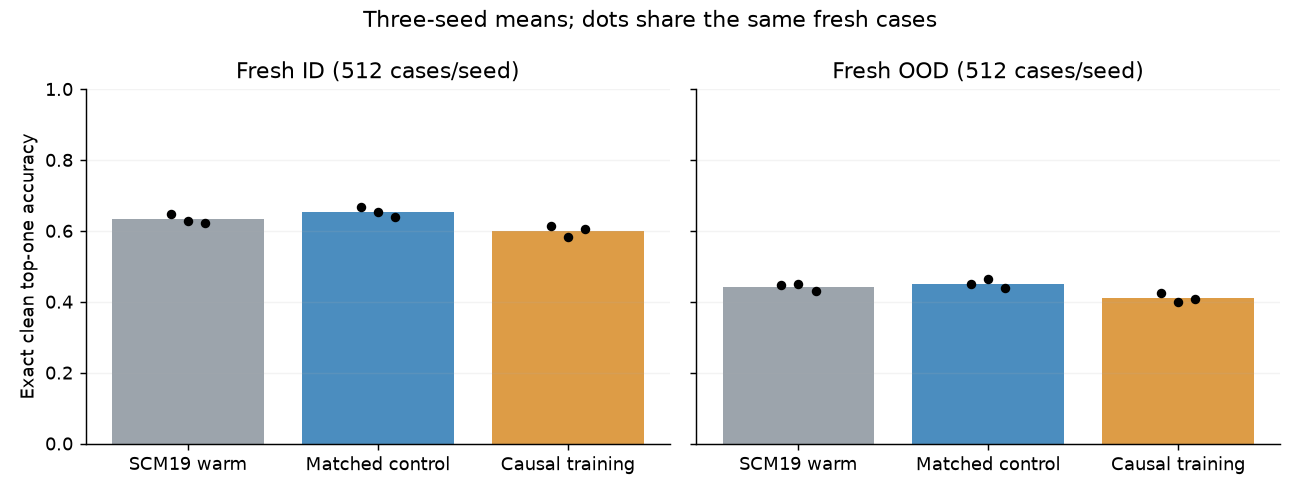 Three-seed means; dots share the same fresh cases
Fresh ID (512 cases/seed)
Exact clean top-one accuracy
1.0
0.8
0.6
0.4
0.2
0.0
SCM19 warm
Matched control
Causal training
Fresh OOD (512 cases/seed)
SCM19 warm
Matched control
Causal training